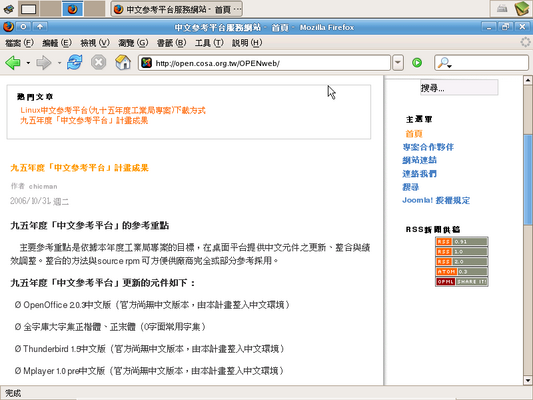 中文参考平台服務網站 - 首頁 - ...
中文参考平台服務網站 - 首頁 - Mozilla Firefox
檔案(F) 編輯(E) 檢視(V) 瀏覽(G) 書籤(B) 工具(T) 說明(H)
http://open.cosa.org.tw/OPENweb/
熱門文章
Linux中文參考平台(九十五年度工業局專案)下載方式
九五年度「中文參考平台」計畫成果
搜尋...
主選單
首頁
專案合作夥伴
網站連結
連絡我們
搜尋
Joomla! 授權規定
九五年度「中文參考平台」計畫成果
作者 chicman
2006/10/31, 週二
九五年度「中文參考平台」的參考重點
主要參考重點是依據本年度工業局專案的目標，在桌面平台提供中文元件之更新、整合與績
效調整。整合的方法與source rpm 可方便供廠商完全或部分參考採用。
九五年度「中文參考平台」更新的元件如下：
Ø OpenOffice 2.0.3中文版（官方尚無中文版本，由本計畫整入中文環境）
Ø 全字庫大字集正楷體、正宋體（0字面常用字集）
Ø Thunderbird 1.5中文版（官方尚無中文版本，由本計畫整入中文環境）
Ø Mplayer 1.0 pre中文版（官方尚無中文版本，由本計畫整入中文環境）
RSS新聞供稿
RSS 0.91
RSS 1.0
RSS 2.0
ATOM 0.3
OPML SHARE IT!
完成